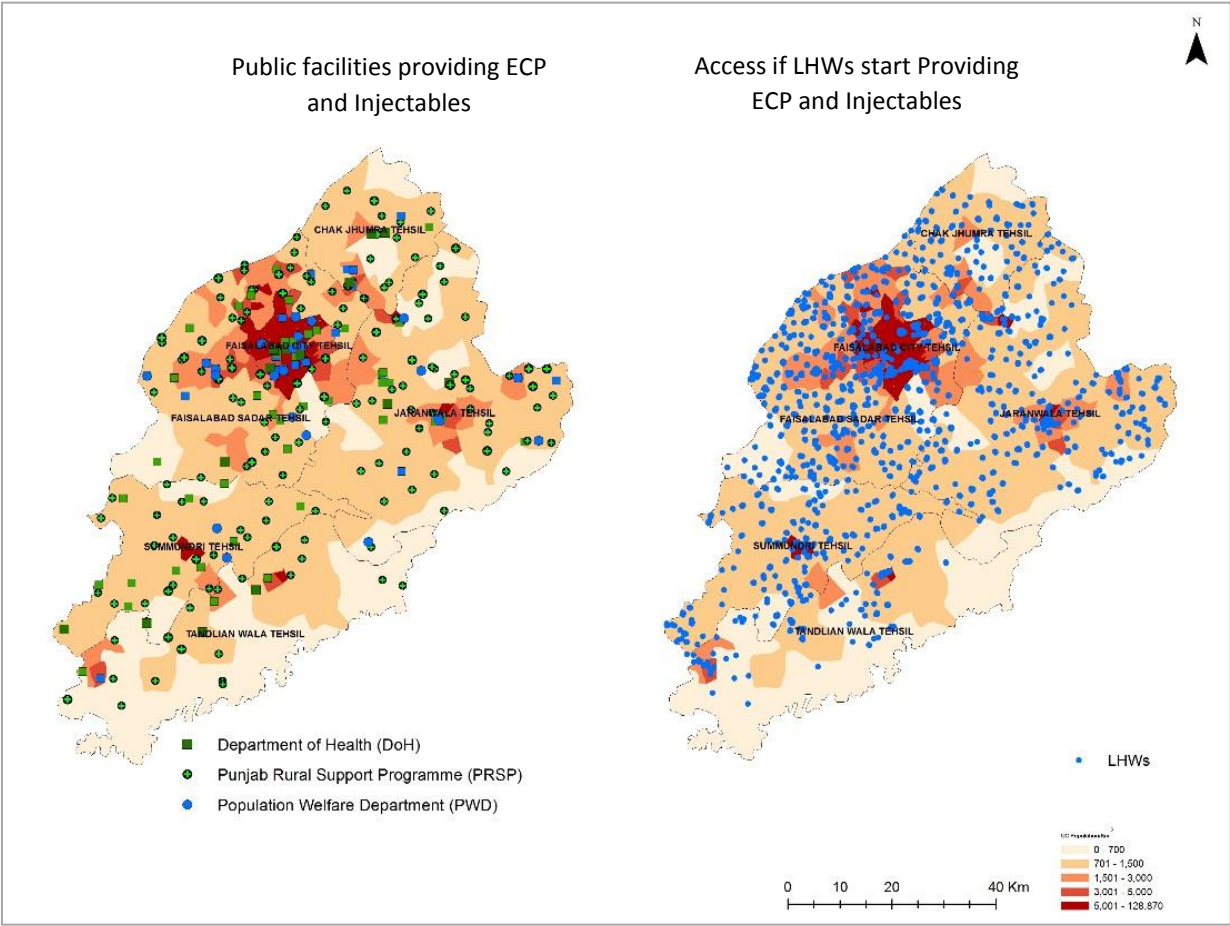 N
Public facilities providing ECP
and Injectables
Access if LHWs start Providing
ECP and Injectables
CHAK JHUMRA TEHSIL
FAISALABAD CITY TEHSIL
FAISALABAD SADAR TEHSIL
JARANWALA TEHSIL
SUMMUNDRI TEHSIL
TANDLIAN WALA TEHSIL
CHAK JHUMRA TEHSIL
FAISALABAD CITY TEHSIL
FAISALABAD SADAR TEHSIL
JARANWALA TEHSIL
SUMMUNDRI TEHSIL
TANDLIAN WALA TEHSIL
Department of Health (DoH)
Punjab Rural Support Programme (PRSP)
Population Welfare Department (PWD)
LHWs
UC Population/
0 700
701 - 1,500
1,501 - 3,000
3,001 - 5,000
5,001 - 128,870
0 10 20 40 Km